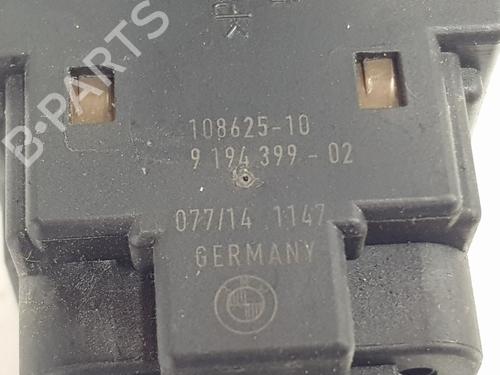 B-PARTS
108625-10
9 194 399 - 02
077/14 1147
GERMANY